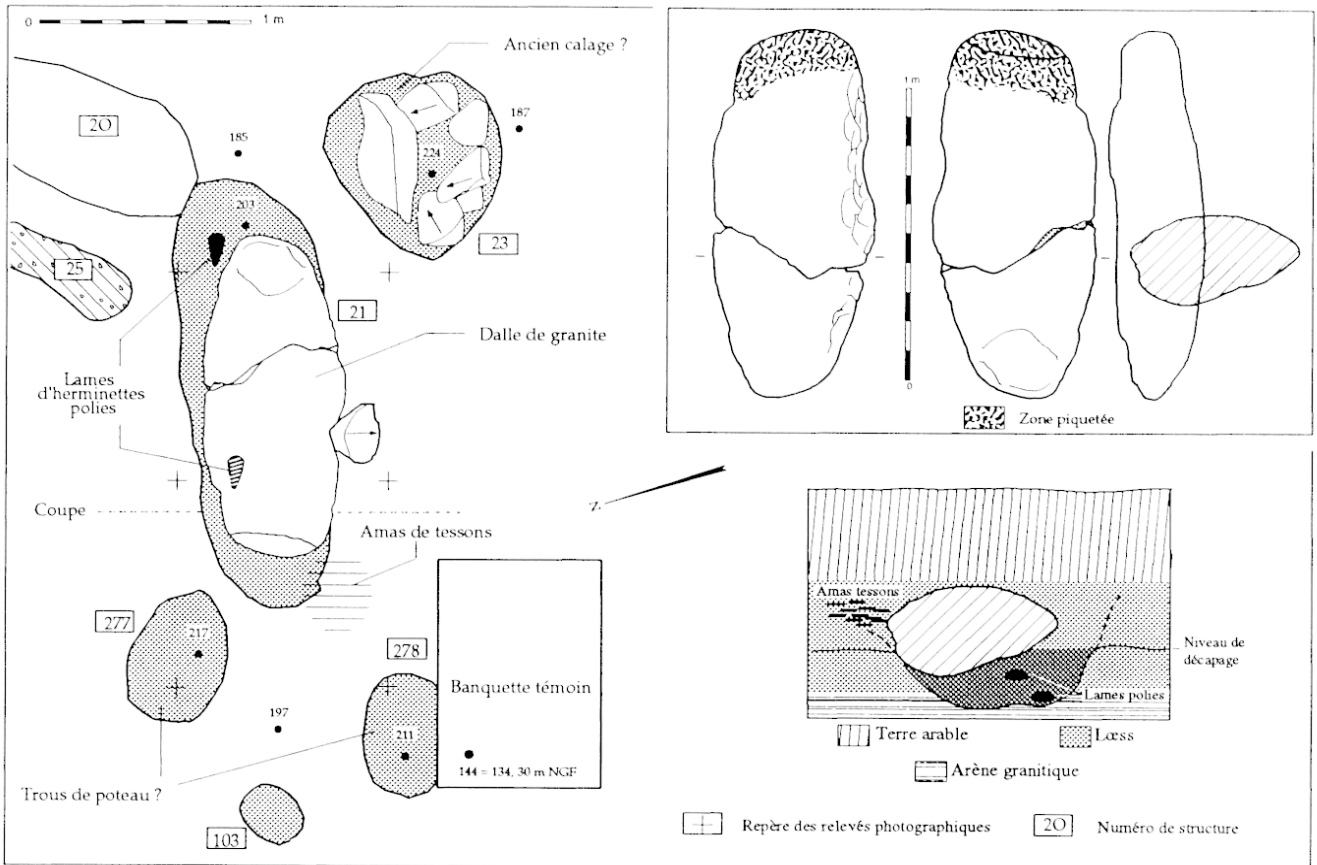 0
1 m
Ancien calage ?
20
185
187
224
203
23
25
21
Dalle de granite
Lames
d'herminettes
polies
Coupe
Amas de tessons
277
217
278
Banquette témoin
197
211
144 = 134, 30 m NGF
Trous de poteau ?
103
1 m
0
Zone piquetée
N
Amas tessons
Niveau de
décapage
Lames polies
Terre arable
Lœss
Arène granitique
Repère des relevés photographiques
20
Numéro de structure